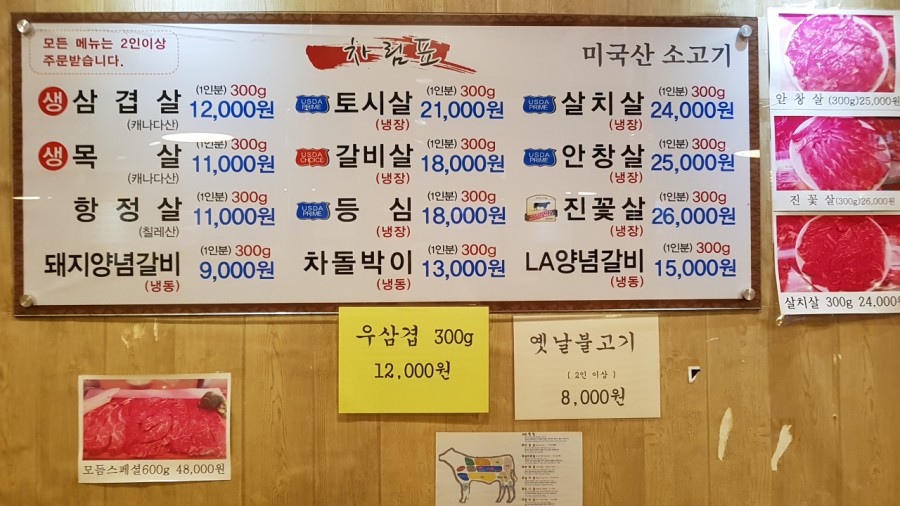 모든 메뉴는 2인이상
주문받습니다.
차림표
미국산 소고기
생 삼겹살 (1인분) 300g 12,000원
(캐나다산)
USDA PRIME 토시살 (1인분) 300g 21,000원
(냉장)
USDA PRIME 살치살 (1인분) 300g 24,000원
(냉장)
생 목살 (1인분) 300g 11,000원
(캐나다산)
USDA CHOICE 갈비살 (1인분) 300g 18,000원
(냉장)
USDA PRIME 안창살 (1인분) 300g 25,000원
(냉장)
항정살 (1인분) 300g 11,000원
(칠레산)
USDA PRIME 등심 (1인분) 300g 18,000원
(냉장)
진꽃살 (1인분) 300g 26,000원
(냉장)
돼지양념갈비 (1인분) 300g 9,000원
(냉동)
차돌박이 (1인분) 300g 13,000원
(냉동)
LA양념갈비 (1인분) 300g 15,000원
(냉동)
안창살 (300g)25,000원
진꽃살(300g)26,000원
살치살 300g 24,000원
우삼겹 300g
12,000원
옛날불고기
(2인 이상)
8,000원
모듬스페셜600g 48,000원